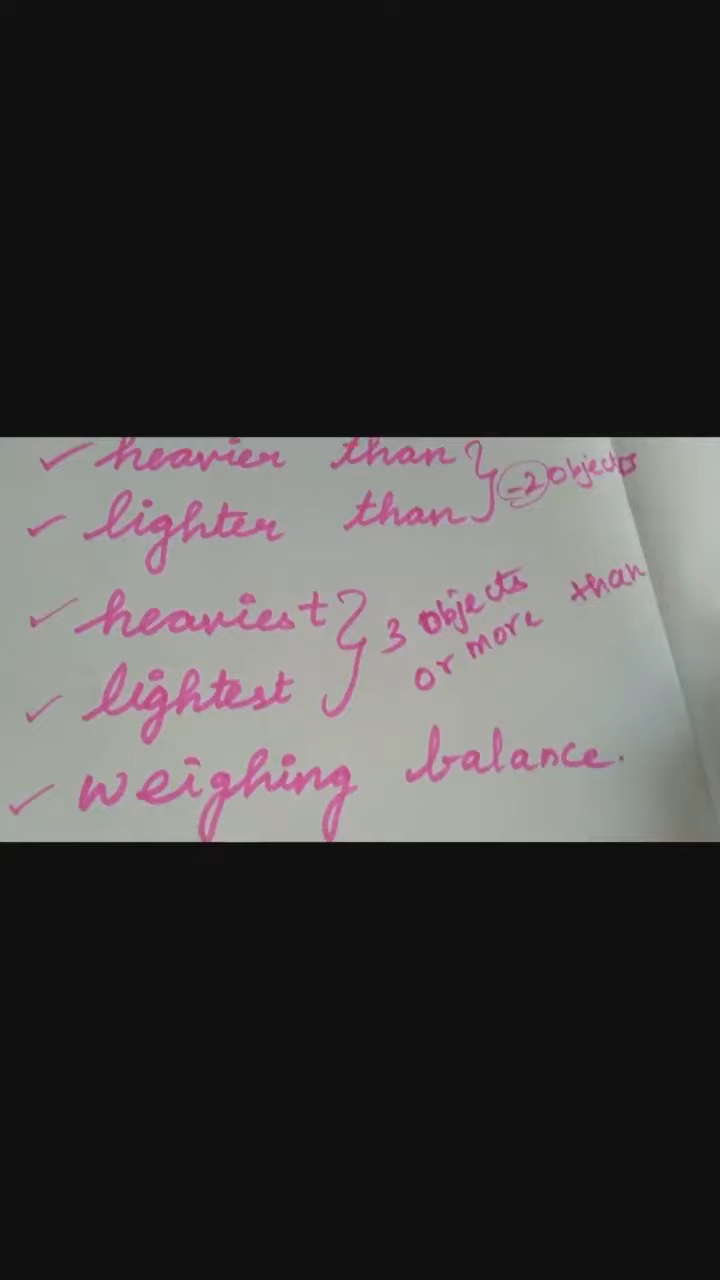 ✓ heavier than } -2 objects
✓ lighter than
✓ heaviest } 3 objects
✓ lightest or more than
✓ weighing balance.